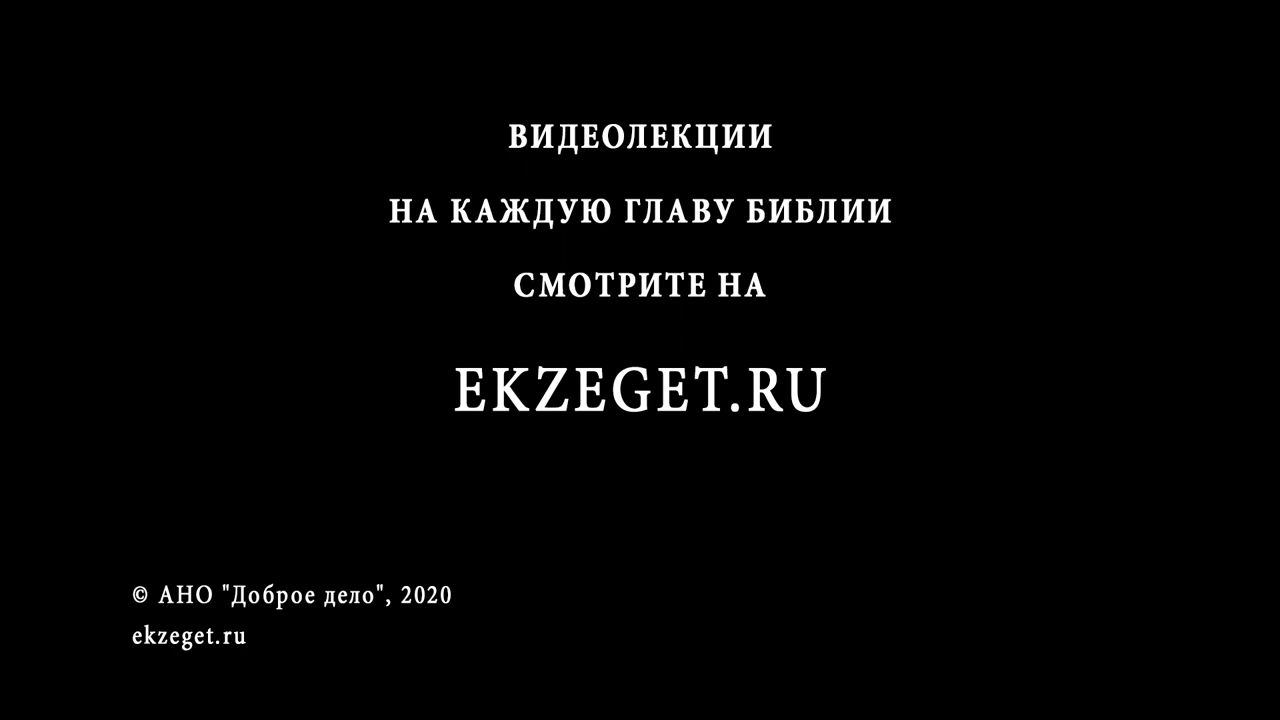 ВИДЕОЛЕКЦИИ
НА КАЖДУЮ ГЛАВУ БИБЛИИ
СМОТРИТЕ НА
EKZEGET.RU
© АНО "Доброе дело", 2020
ekzeget.ru